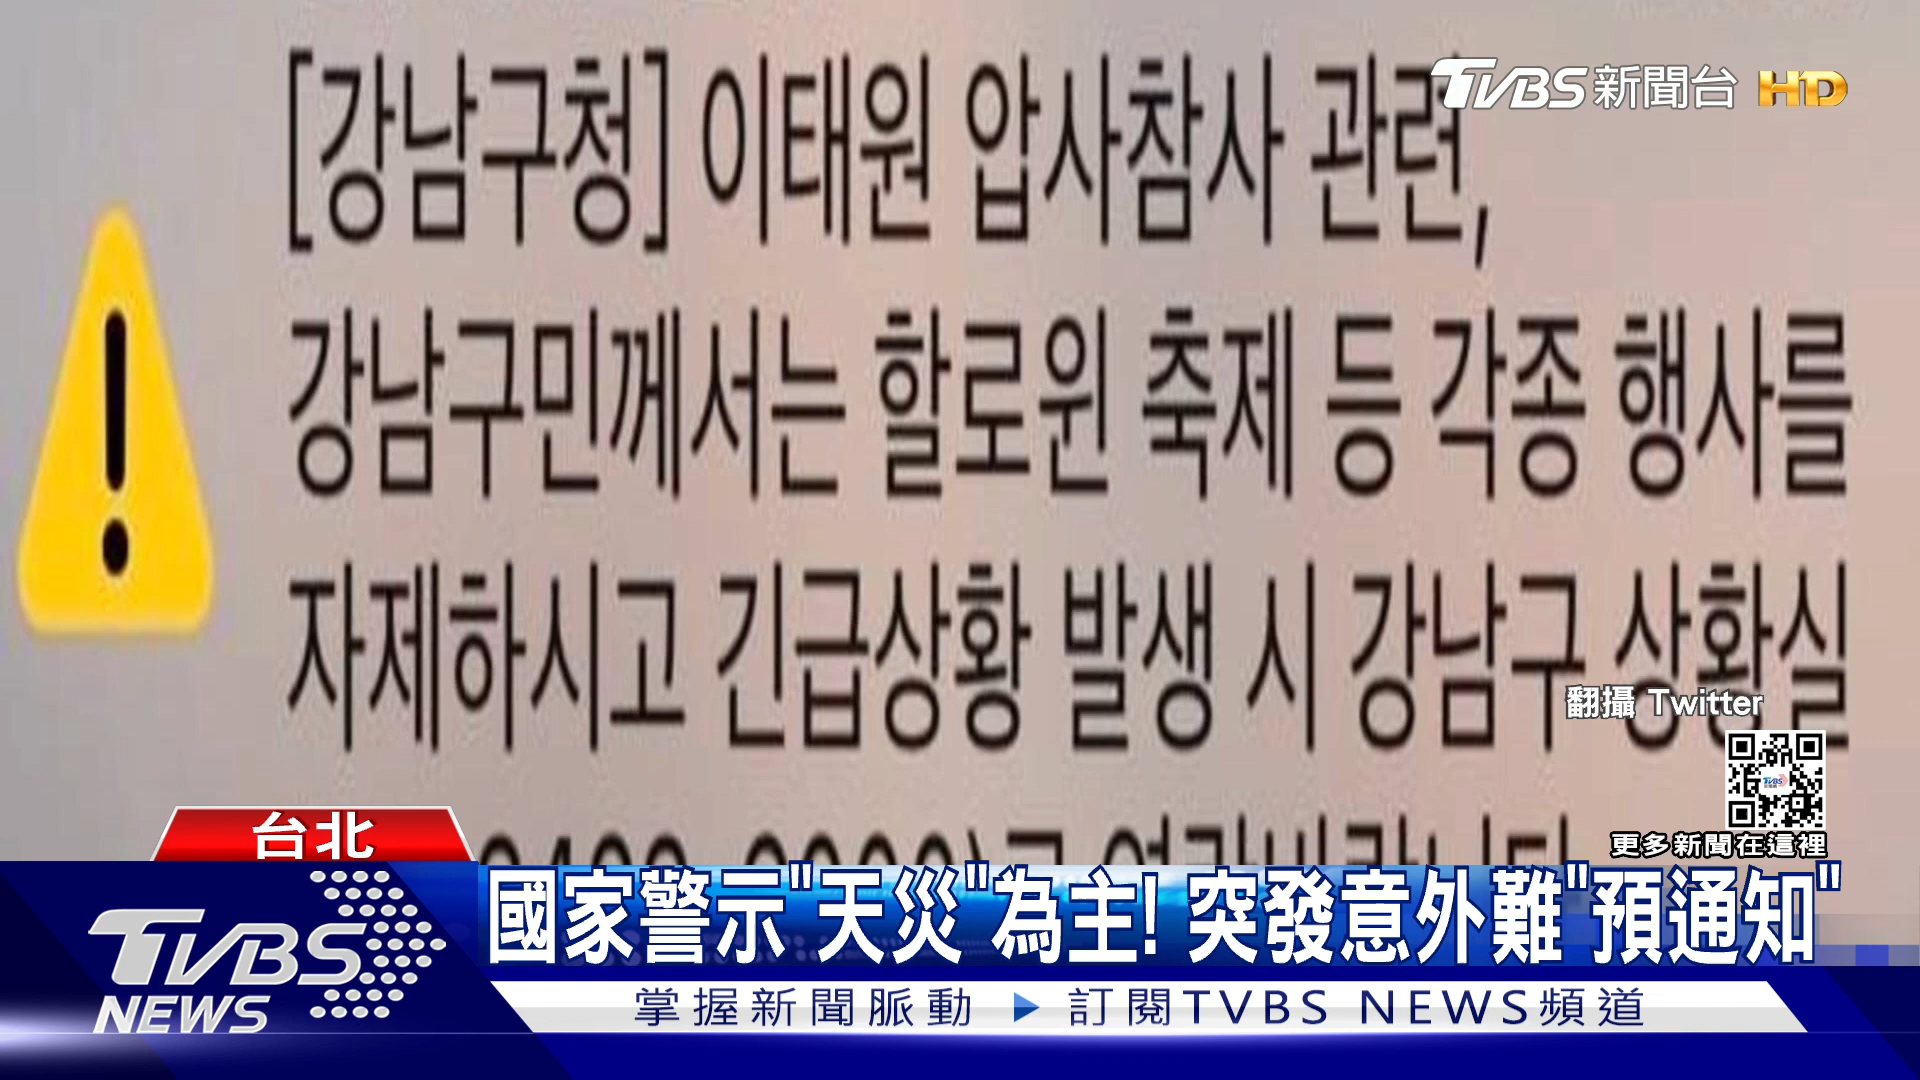 [강남구청] 이태원 압사참사 관련,
TVBS新聞台 HD
강남구민께서는 할로윈 축제 등 각종 행사를
자제하시고 긴급상황 발생 시 강남구 상황실
翻攝 Twitter
TVBS
更多新聞在這裡
台北
國家警示"天災"為主! 突發意外難"預通知"
TVBS NEWS
掌握新聞脈動 ▶ 訂閱TVBS NEWS頻道